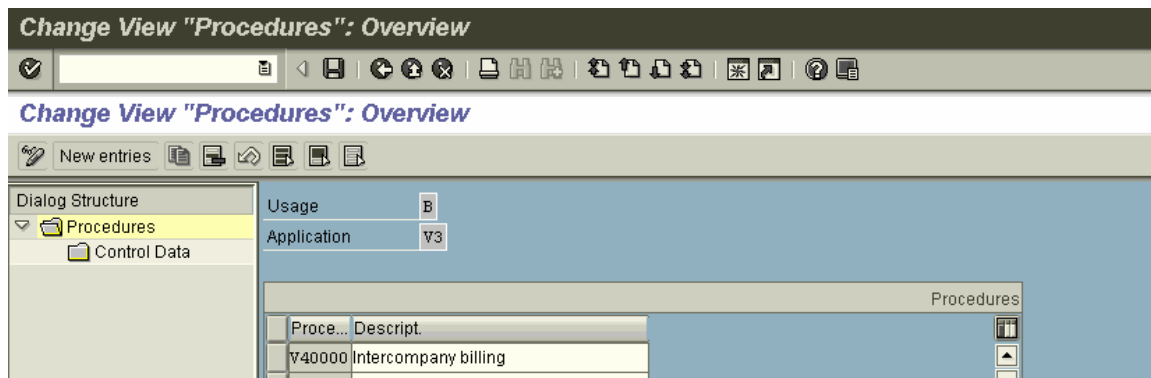 Change View "Procedures": Overview
Change View "Procedures": Overview
New entries
Dialog Structure
Procedures
Control Data
Usage B
Application V3
Procedures
Proce... Descript.
V40000 Intercompany billing